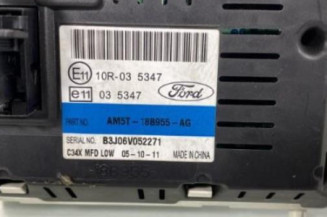 E11 10R-03 5347
e11 03 5347
Ford
PART NO. AM5T-18B955-AG
SERIAL NO. B3J06V052271
C34X MFD LOW 05-10-11 MADE IN CHINA